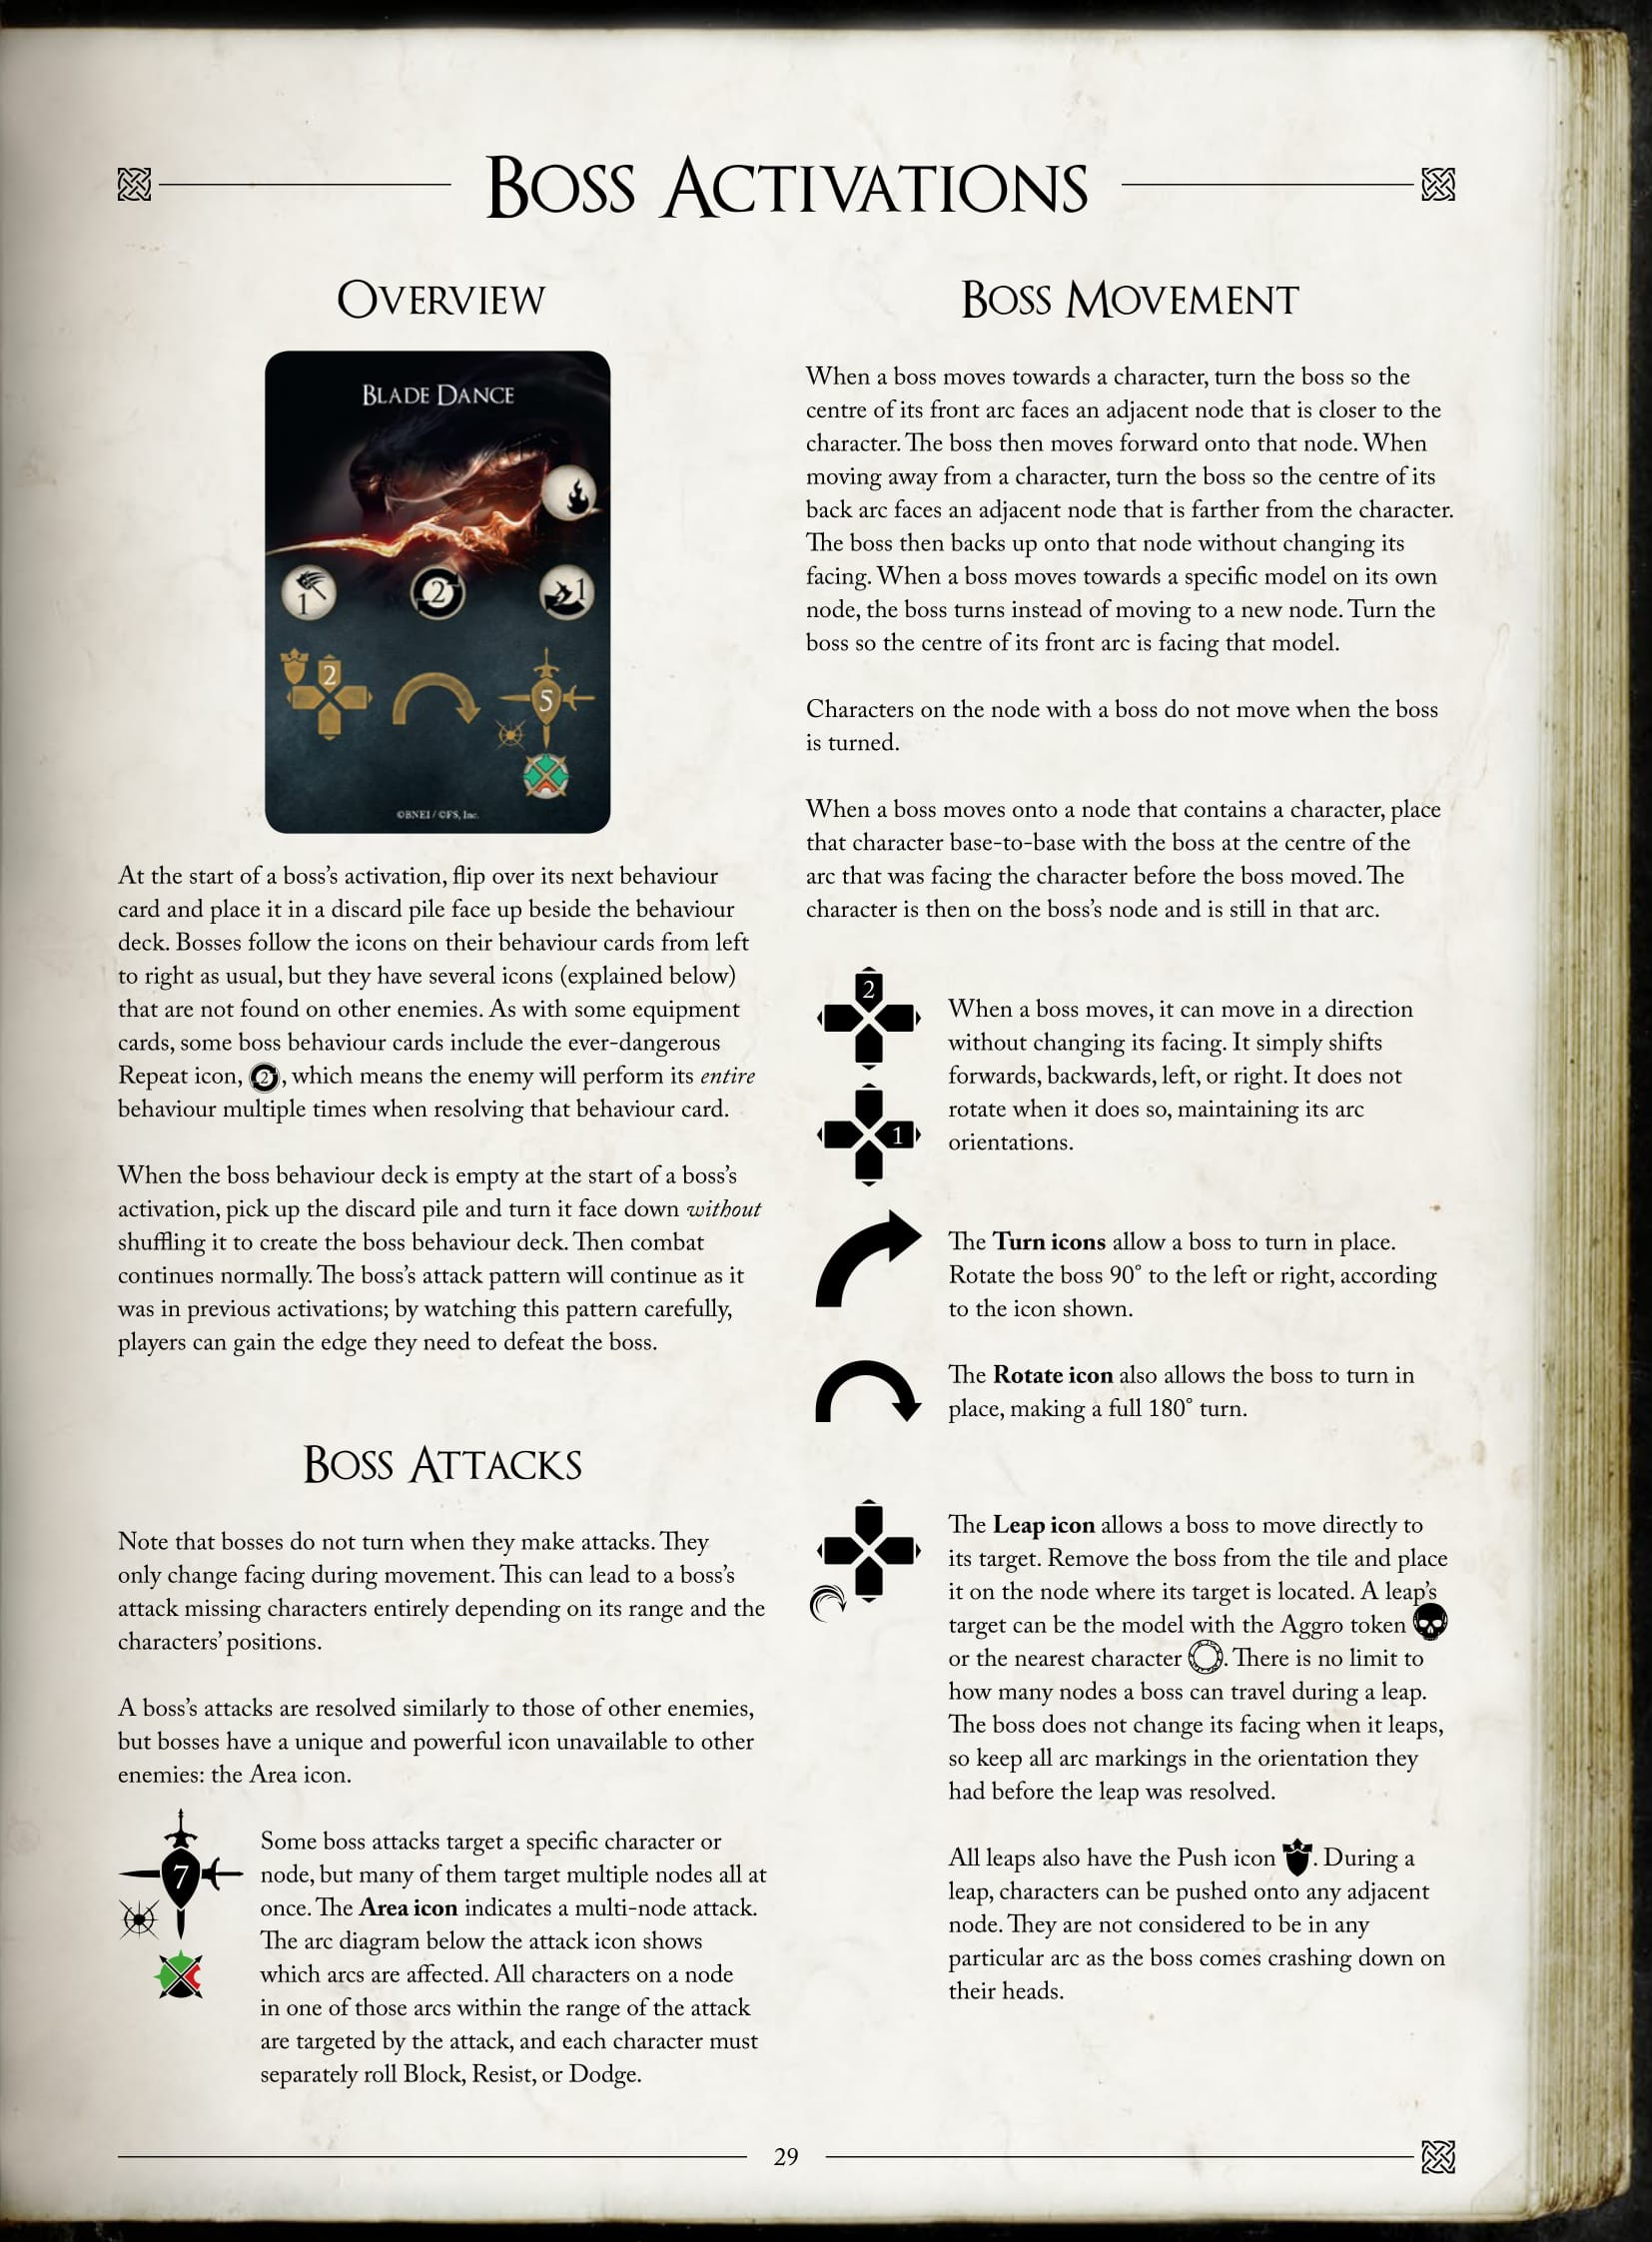 Boss Activations
Overview
Blade Dance
1
2
1
2
5
©BNEI / ©FS, Inc.
At the start of a boss’s activation, flip over its next behaviour
card and place it in a discard pile face up beside the behaviour
deck. Bosses follow the icons on their behaviour cards from left
to right as usual, but they have several icons (explained below)
that are not found on other enemies. As with some equipment
cards, some boss behaviour cards include the ever-dangerous
Repeat icon, 2, which means the enemy will perform its entire
behaviour multiple times when resolving that behaviour card.
When the boss behaviour deck is empty at the start of a boss’s
activation, pick up the discard pile and turn it face down without
shuffling it to create the boss behaviour deck. Then combat
continues normally. The boss’s attack pattern will continue as it
was in previous activations; by watching this pattern carefully,
players can gain the edge they need to defeat the boss.
Boss Attacks
Note that bosses do not turn when they make attacks. They
only change facing during movement. This can lead to a boss’s
attack missing characters entirely depending on its range and the
characters’ positions.
A boss’s attacks are resolved similarly to those of other enemies,
but bosses have a unique and powerful icon unavailable to other
enemies: the Area icon.
7
Some boss attacks target a specific character or
node, but many of them target multiple nodes all at
once. The Area icon indicates a multi-node attack.
The arc diagram below the attack icon shows
which arcs are affected. All characters on a node
in one of those arcs within the range of the attack
are targeted by the attack, and each character must
separately roll Block, Resist, or Dodge.
Boss Movement
When a boss moves towards a character, turn the boss so the
centre of its front arc faces an adjacent node that is closer to the
character. The boss then moves forward onto that node. When
moving away from a character, turn the boss so the centre of its
back arc faces an adjacent node that is farther from the character.
The boss then backs up onto that node without changing its
facing. When a boss moves towards a specific model on its own
node, the boss turns instead of moving to a new node. Turn the
boss so the centre of its front arc is facing that model.
Characters on the node with a boss do not move when the boss
is turned.
When a boss moves onto a node that contains a character, place
that character base-to-base with the boss at the centre of the
arc that was facing the character before the boss moved. The
character is then on the boss’s node and is still in that arc.
2
1
When a boss moves, it can move in a direction
without changing its facing. It simply shifts
forwards, backwards, left, or right. It does not
rotate when it does so, maintaining its arc
orientations.
The Turn icons allow a boss to turn in place.
Rotate the boss 90° to the left or right, according
to the icon shown.
The Rotate icon also allows the boss to turn in
place, making a full 180° turn.
The Leap icon allows a boss to move directly to
its target. Remove the boss from the tile and place
it on the node where its target is located. A leap’s
target can be the model with the Aggro token
or the nearest character . There is no limit to
how many nodes a boss can travel during a leap.
The boss does not change its facing when it leaps,
so keep all arc markings in the orientation they
had before the leap was resolved.
All leaps also have the Push icon . During a
leap, characters can be pushed onto any adjacent
node. They are not considered to be in any
particular arc as the boss comes crashing down on
their heads.
29